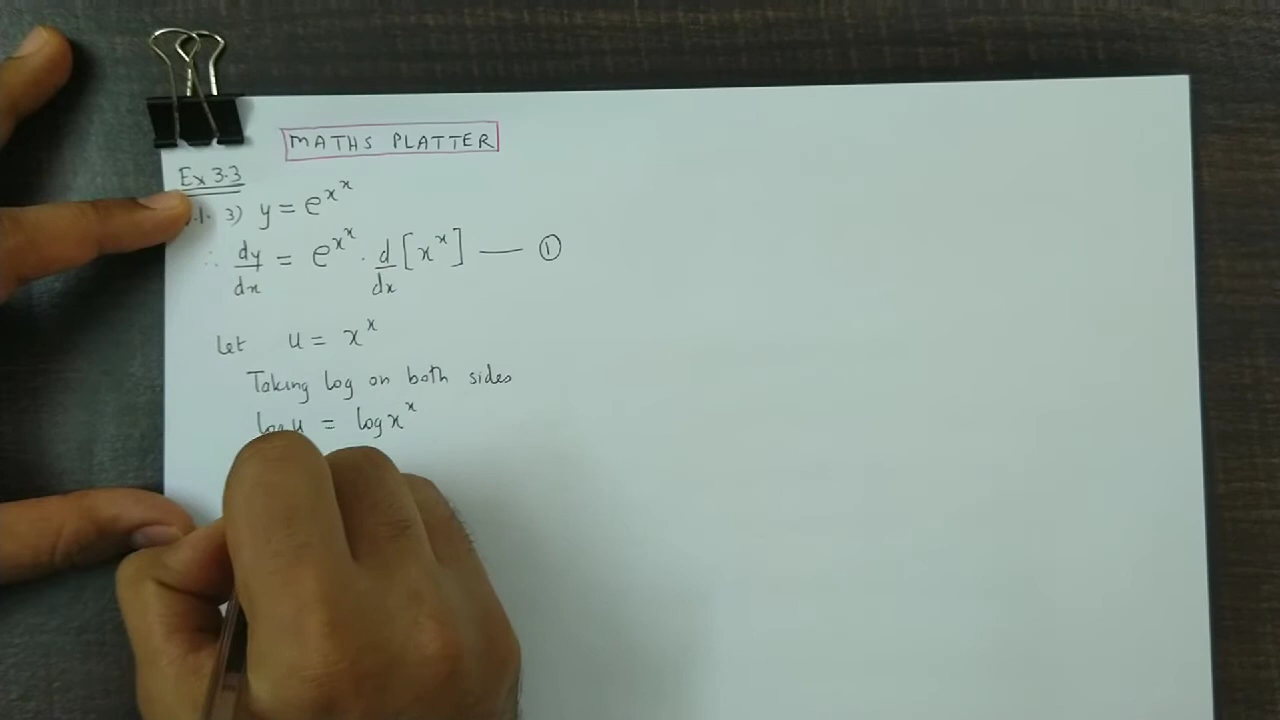 MATHS PLATTER
Ex 3.3
3) y = e^{x^x}
∴ dy/dx = e^{x^x} · d/dx [x^x] — ①
Let u = x^x
Taking log on both sides
log u = log x^x